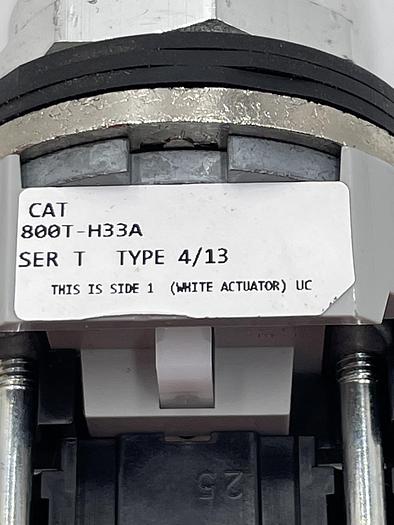 CAT
800T-H33A
SER T TYPE 4/13
THIS IS SIDE 1 (WHITE ACTUATOR) UC
25